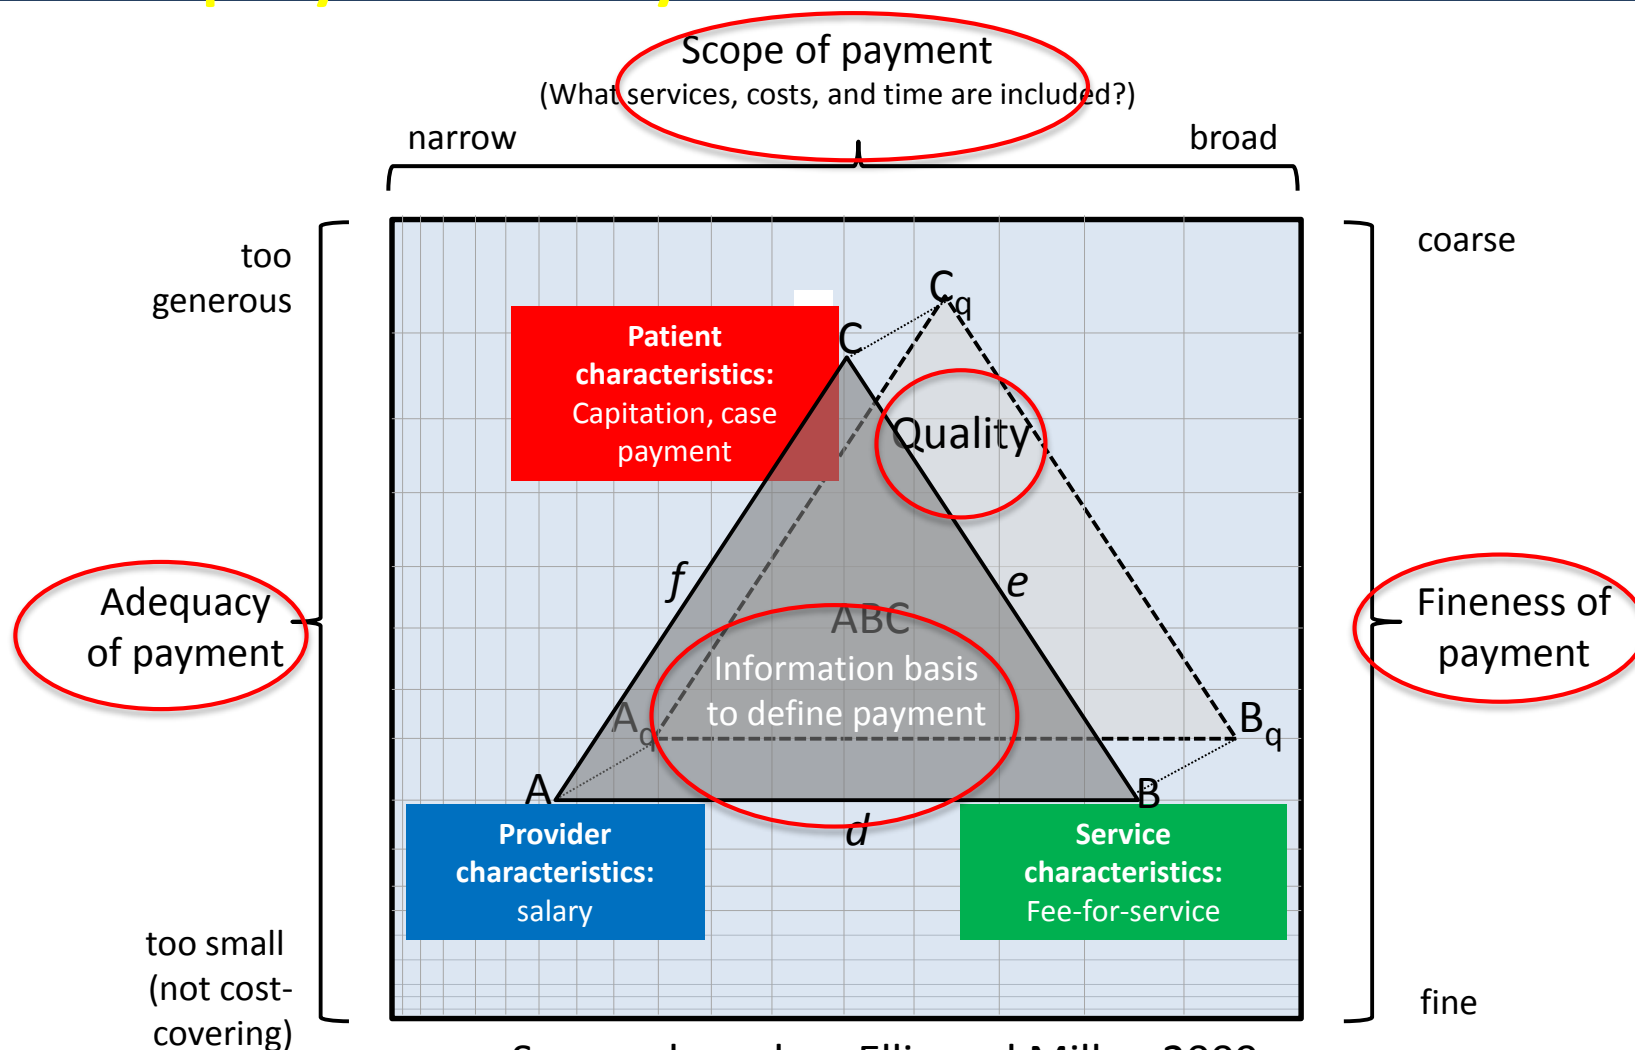 Scope of payment
(What services, costs, and time are included?)
narrow
broad
too
generous
coarse
Cq
C
Patient
characteristics:
Capitation, case
payment
Quality
f
e
Adequacy
of payment
Fineness of
payment
ABC
Information basis
to define payment
Aq
Bq
A
B
d
Provider
characteristics:
salary
Service
characteristics:
Fee-for-service
too small
(not cost-
covering)
fine